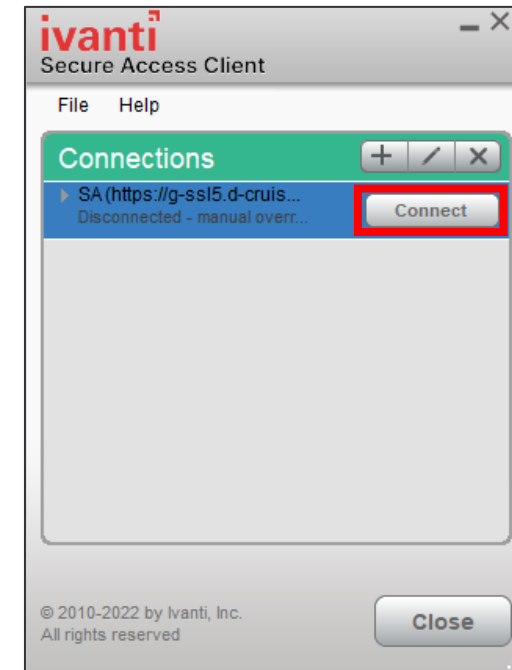 ivanti
Secure Access Client
File Help
Connections
SA (https://g-ssl5.d-cruis...
Disconnected - manual overr...
Connect
© 2010-2022 by Ivanti, Inc.
All rights reserved
Close